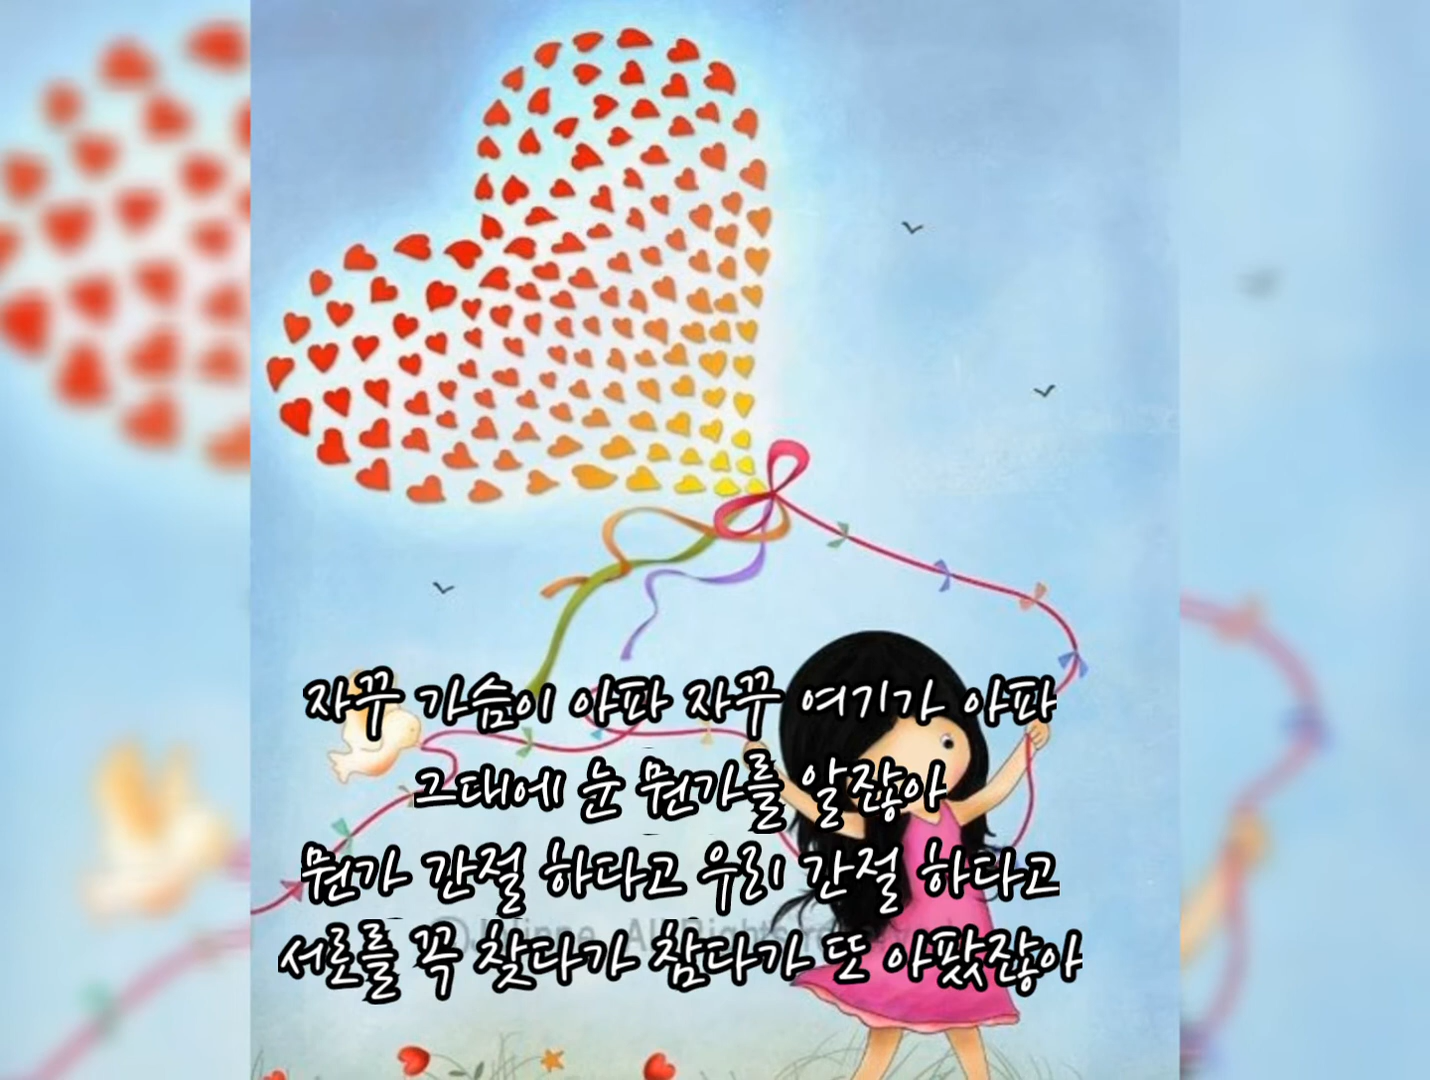 자꾸 가슴이 아파 자꾸 여기가 아파
그대에 눈 뭔가를 알잖아
뭔가 간절 하다고 우리 간절 하다고
서로를 꼭 찾다가 참다가 또 아팠잖아
All Rights